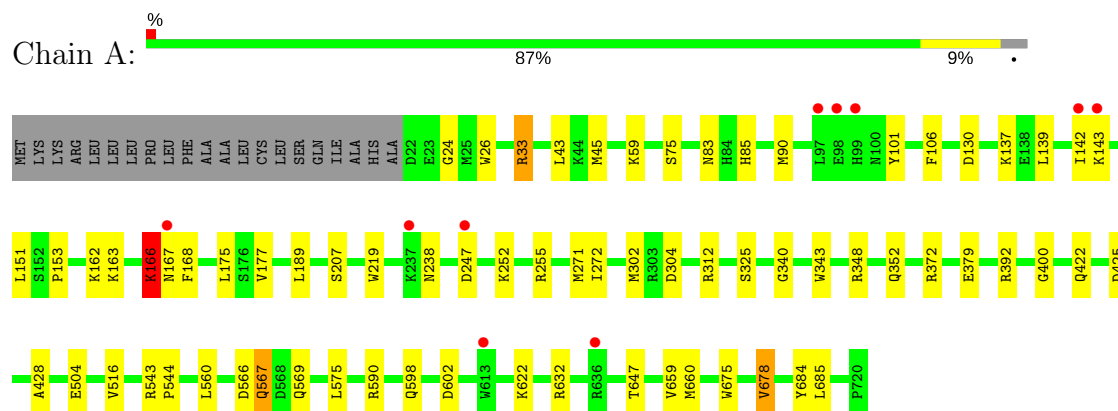 %
Chain A:
87% 9% •
MET LYS LYS ARG LEU LEU LEU PRO LEU PHE ALA ALA LEU CYS LEU SER GLN ILE ALA HIS ALA D22 E23 G24 M25 W26 R33 L43 K44 M45 K59 S75 N83 H84 H85 M90 L97 E98 H99 N100 Y101 F106 D130 K137 E138 L139 I142 K143
L151 S152 P153 K162 K163 K166 N167 F168 L175 S176 V177 L189 S207 W219 K237 N238 D247 K252 R255 M271 I272 M302 R303 D304 R312 S325 G340 W343 R348 Q352 R372 E379 R392 G400 Q422 D425
A428 E504 V516 R543 P544 L560 D566 Q567 D568 Q569 L575 R590 Q598 D602 W613 K622 R632 R636 T647 V659 M660 W675 V678 Y684 L685 P720